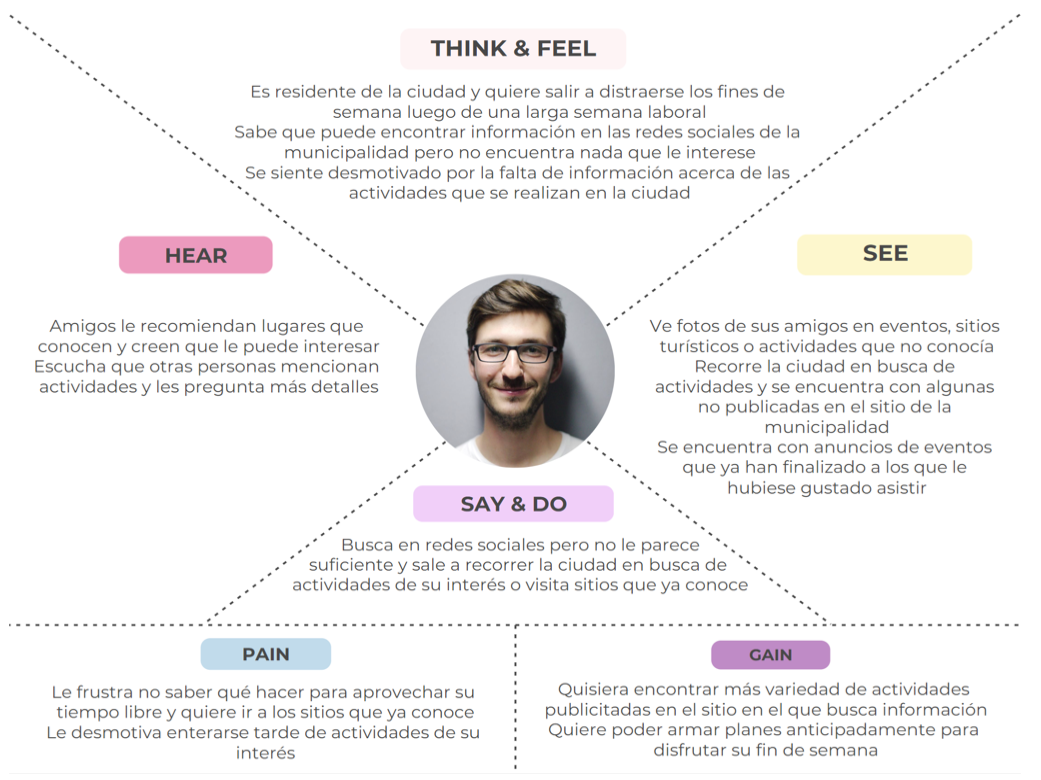 THINK & FEEL
Es residente de la ciudad y quiere salir a distraerse los fines de
semana luego de una larga semana laboral
Sabe que puede encontrar información en las redes sociales de la
municipalidad pero no encuentra nada que le interese
Se siente desmotivado por la falta de información acerca de las
actividades que se realizan en la ciudad
HEAR
Amigos le recomiendan lugares que
conocen y creen que le puede interesar
Escucha que otras personas mencionan
actividades y les pregunta más detalles
SEE
Ve fotos de sus amigos en eventos, sitios
turísticos o actividades que no conocía
Recorre la ciudad en busca de
actividades y se encuentra con algunas
no publicadas en el sitio de la
municipalidad
Se encuentra con anuncios de eventos
que ya han finalizado a los que le
hubiese gustado asistir
SAY & DO
Busca en redes sociales pero no le parece
suficiente y sale a recorrer la ciudad en busca de
actividades de su interés o visita sitios que ya conoce
PAIN
Le frustra no saber qué hacer para aprovechar su
tiempo libre y quiere ir a los sitios que ya conoce
Le desmotiva enterarse tarde de actividades de su
interés
GAIN
Quisiera encontrar más variedad de actividades
publicitadas en el sitio en el que busca información
Quiere poder armar planes anticipadamente para
disfrutar su fin de semana